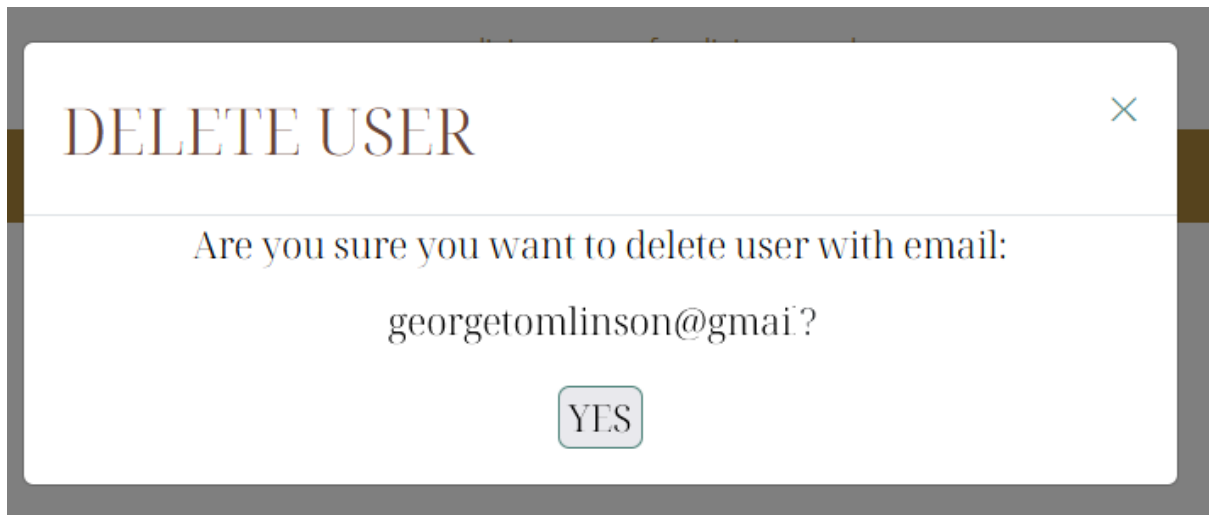 DELETE USER
Are you sure you want to delete user with email:
georgetomlinson@gmai?
YES